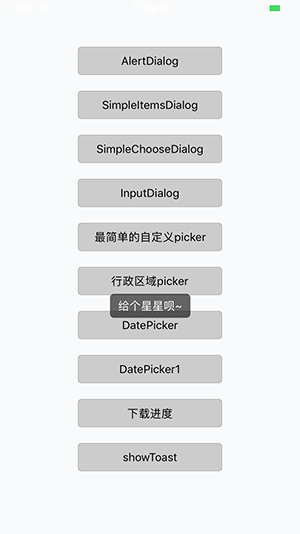 AlertDialog
SimpleItemsDialog
SimpleChooseDialog
InputDialog
最简单的自定义picker
行政区域picker
给个星星呗~
DatePicker
DatePicker1
下载进度
showToast